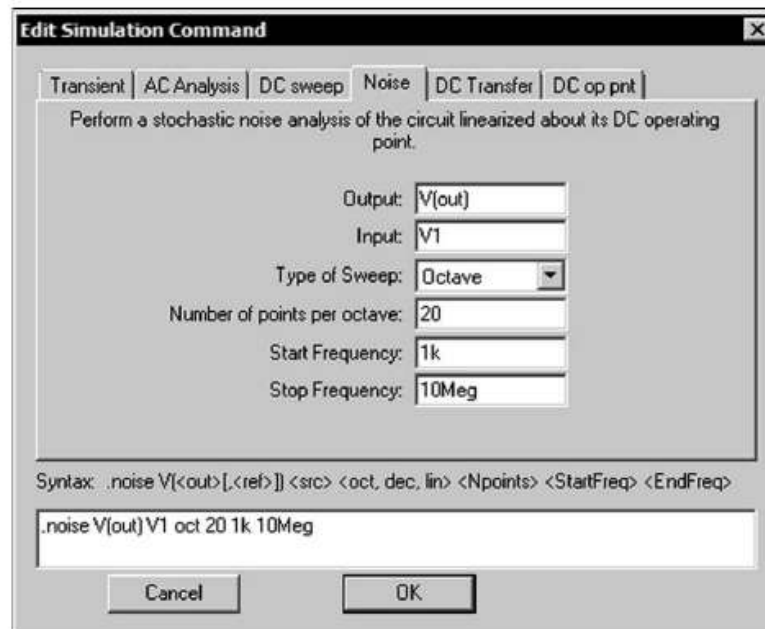 Edit Simulation Command
Transient AC Analysis DC sweep Noise DC Transfer DC op pnt
Perform a stochastic noise analysis of the circuit linearized about its DC operating
point.
Output: V(out)
Input: V1
Type of Sweep: Octave
Number of points per octave: 20
Start Frequency: 1k
Stop Frequency: 10Meg
Syntax: .noise V(<out>[,<ref>]) <src> <oct, dec, lin> <Npoints> <StartFreq> <EndFreq>
.noise V(out) V1 oct 20 1k 10Meg
Cancel OK